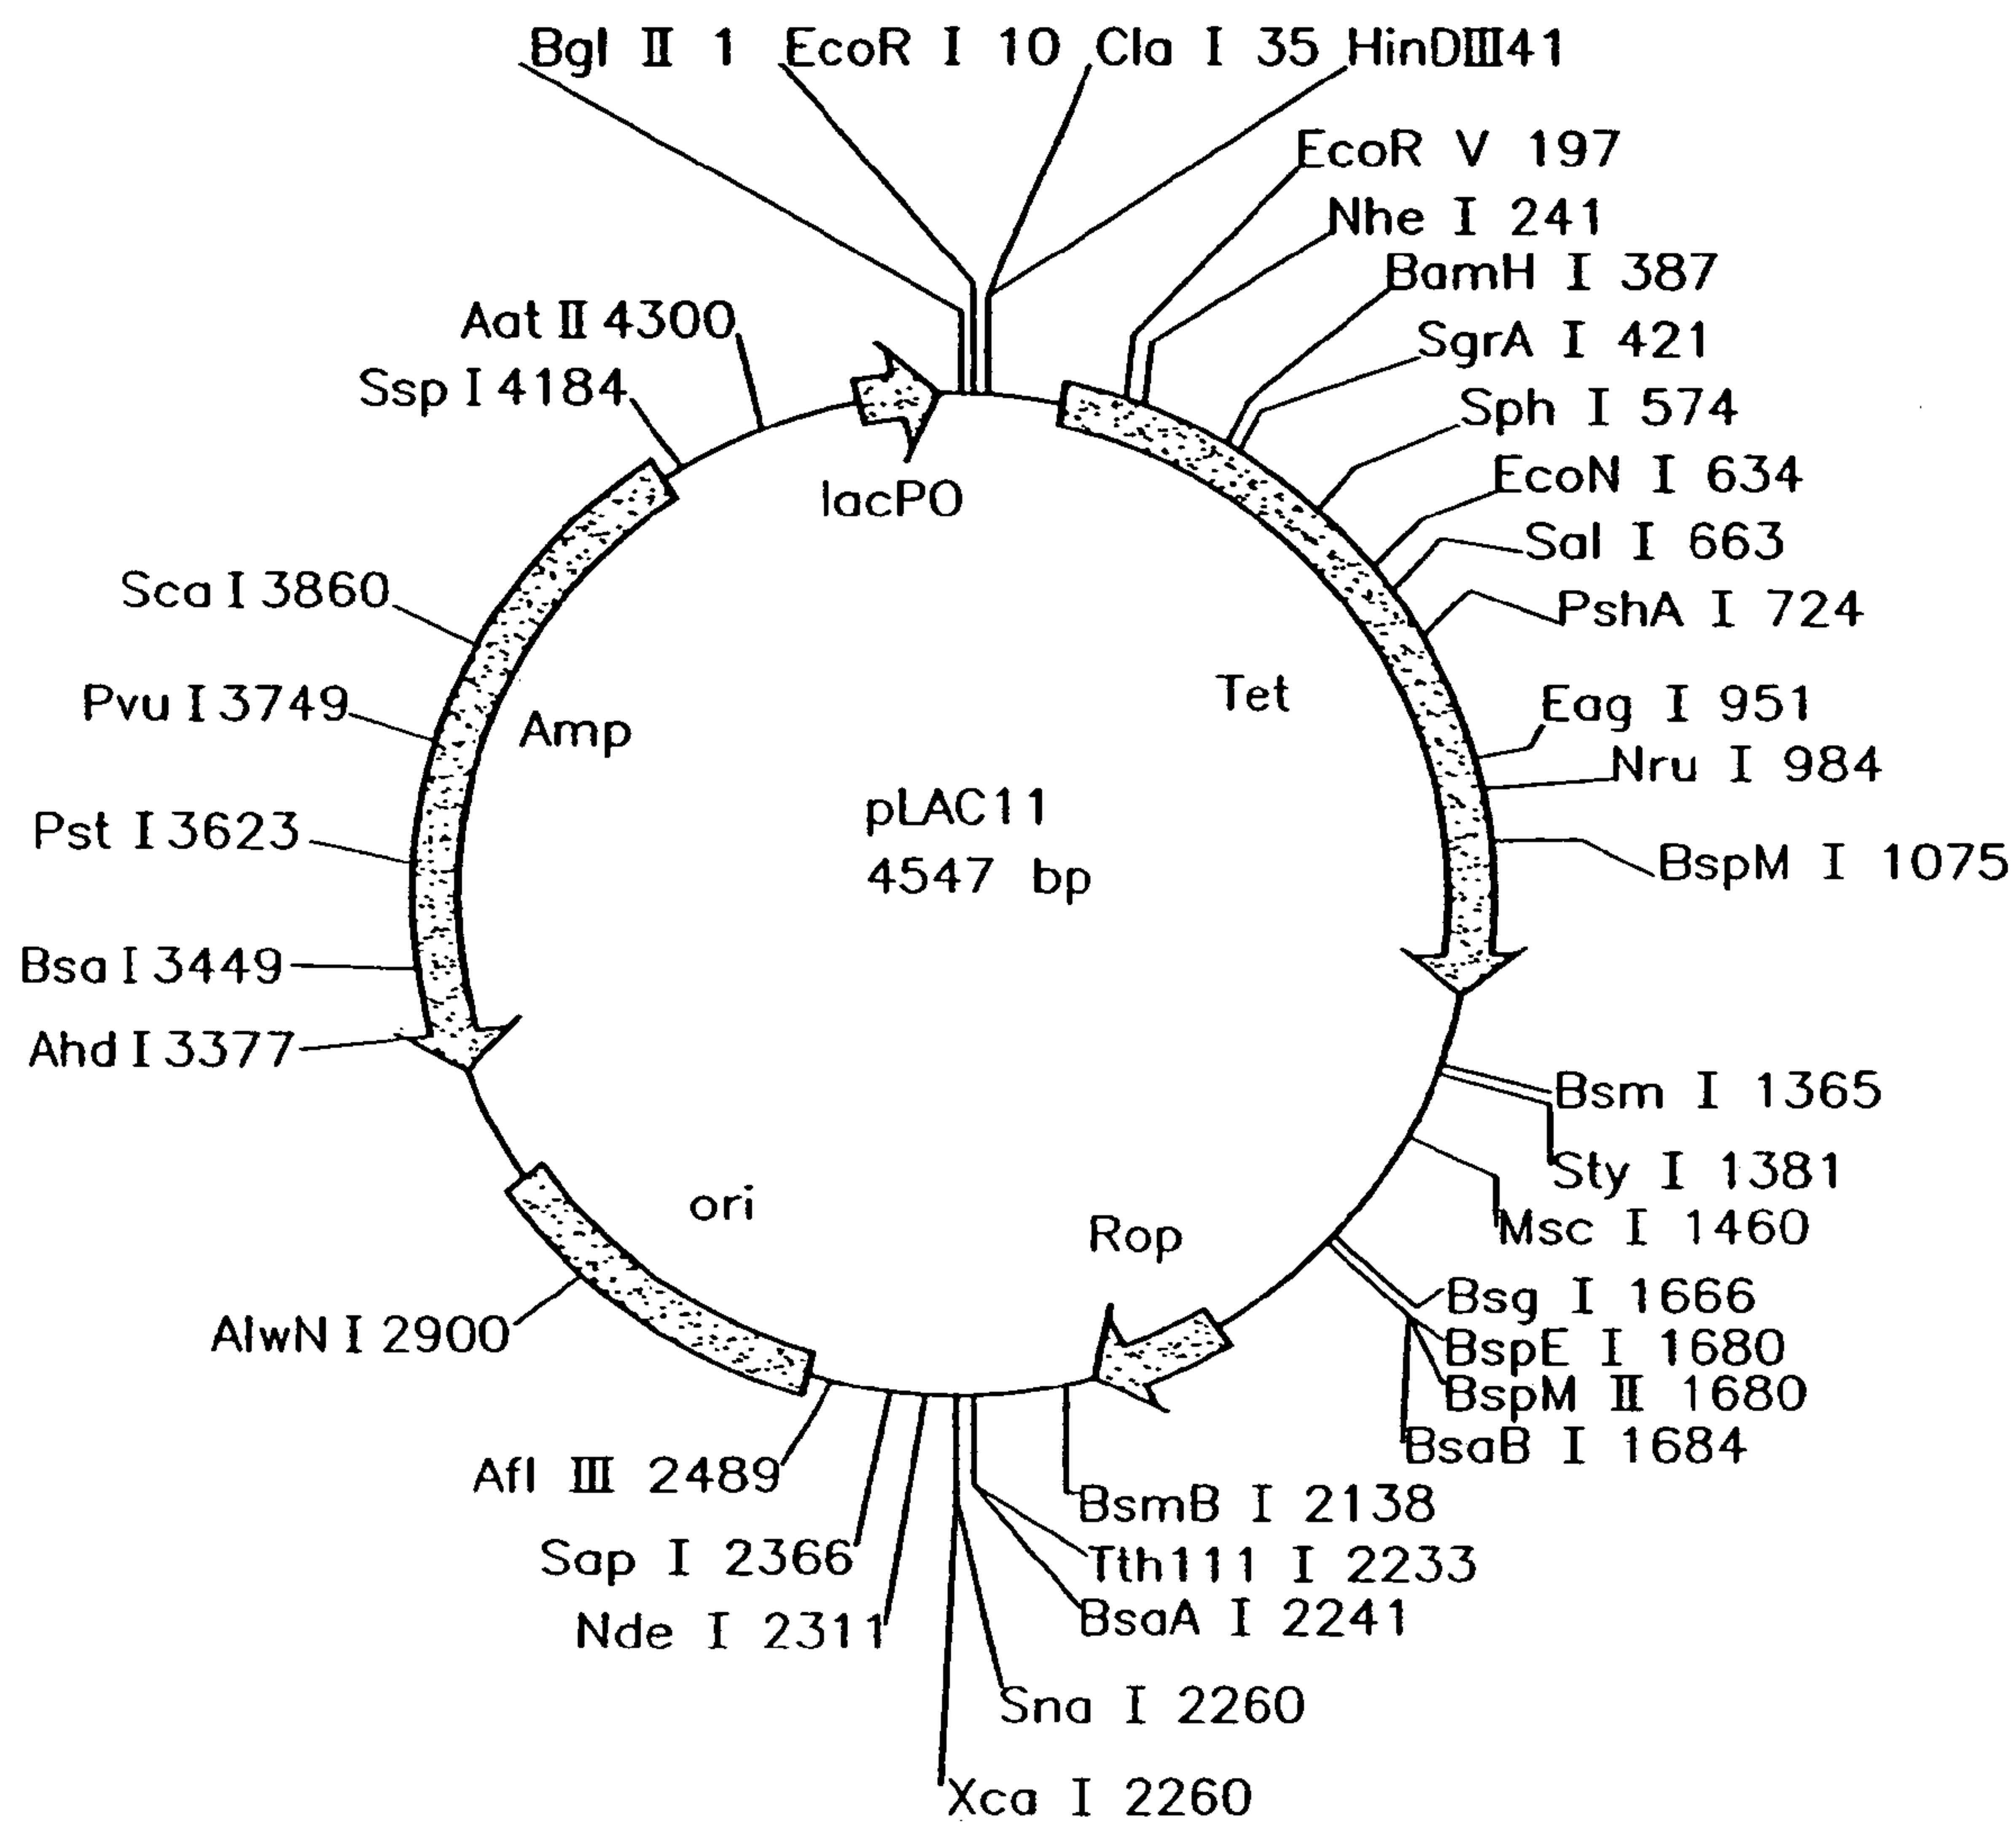 Bgl II 1 EcoR I 10 Cla I 35 HinDIII41
EcoR V 197
Nhe I 241
BamH I 387
SgrA I 421
Sph I 574
EcoN I 634
Sal I 663
PshA I 724
Eag I 951
Nru I 984
BspM I 1075
Bsm I 1365
Sty I 1381
Msc I 1460
Bsg I 1666
BspE I 1680
BspM II 1680
BsaB I 1684
BsmB I 2138
Tth111 I 2233
BsaA I 2241
Sna I 2260
Xca I 2260
Nde I 2311
Sap I 2366
Afl III 2489
AlwN I 2900
Ahd I 3377
Bsa I 3449
Pst I 3623
Pvu I 3749
Sca I 3860
Ssp I 4184
Aat II 4300
lacPO
Tet
Amp
pLAC11
4547 bp
ori
Rop